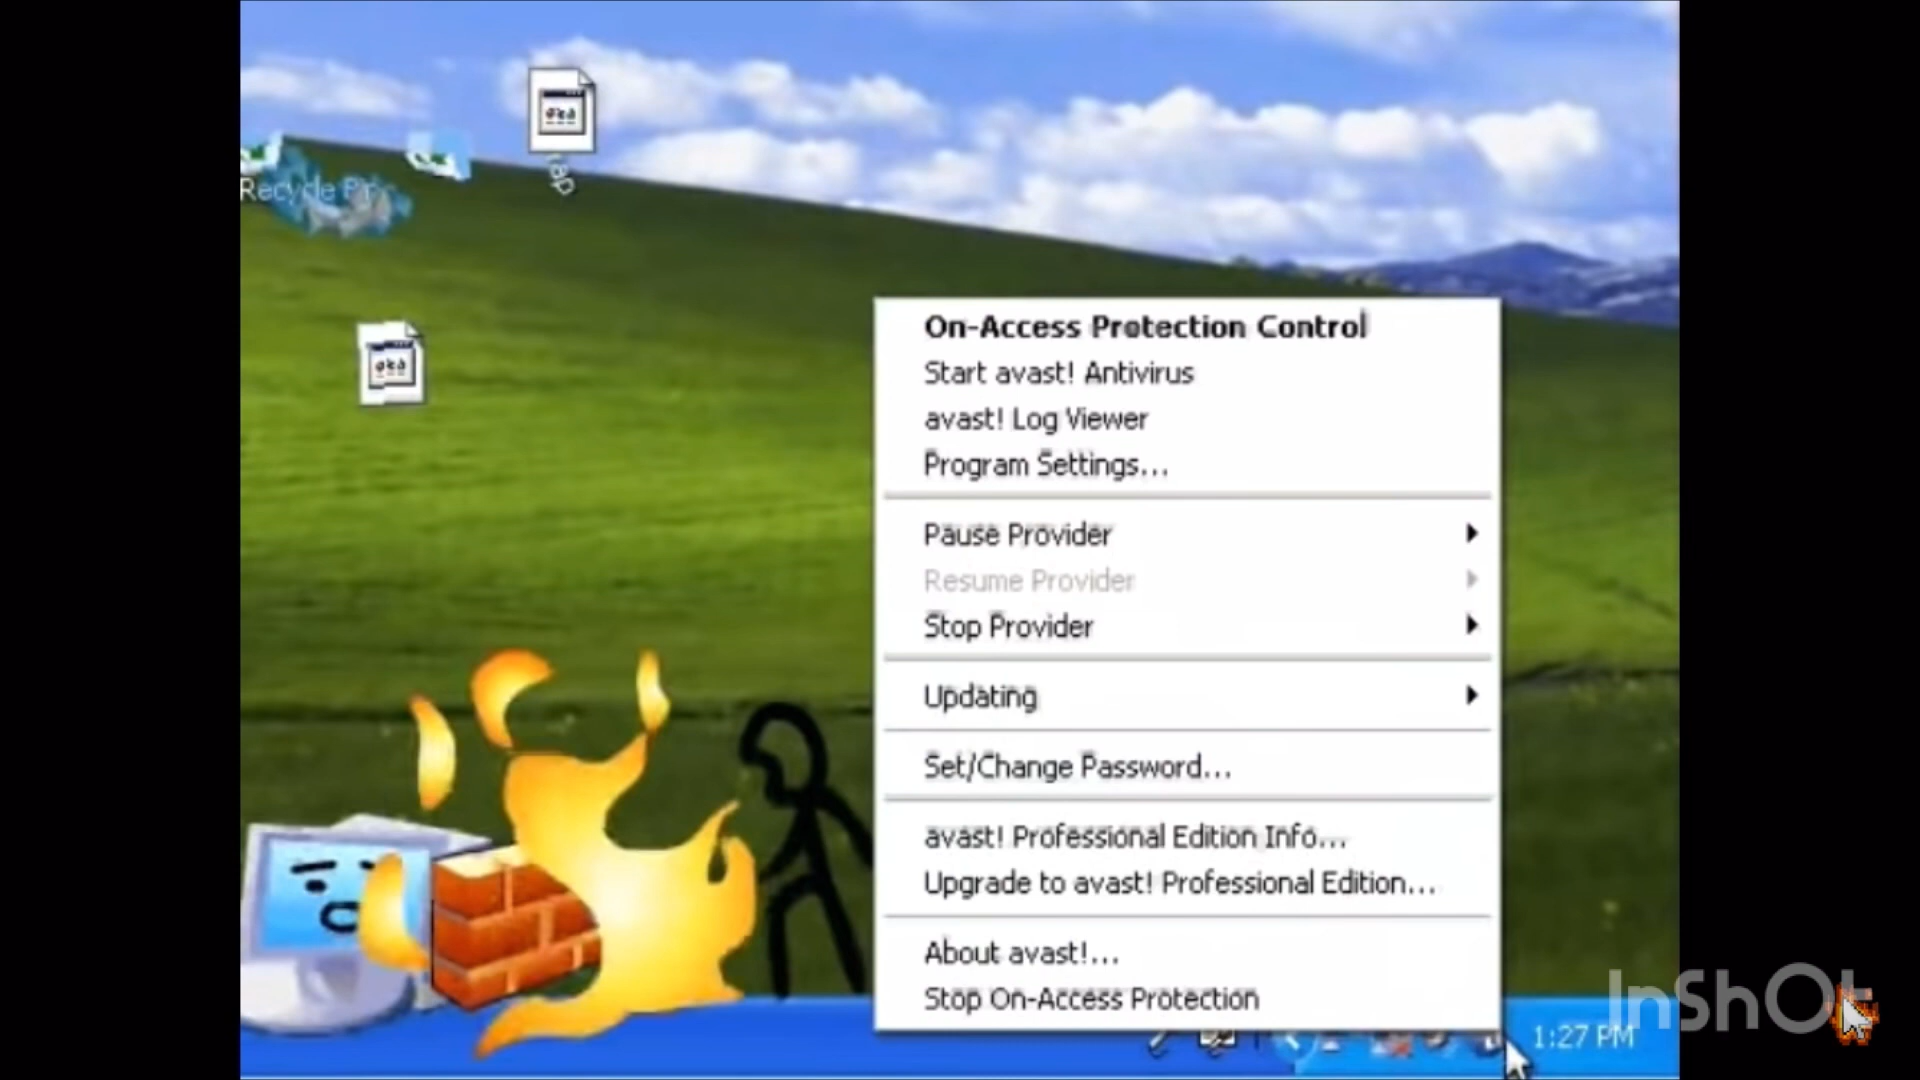 Recycle Bin
On-Access Protection Control
Start avast! Antivirus
avast! Log Viewer
Program Settings...
Pause Provider
Resume Provider
Stop Provider
Updating
Set/Change Password...
avast! Professional Edition Info...
Upgrade to avast! Professional Edition...
About avast!...
Stop On-Access Protection
InShOt
1:27 PM